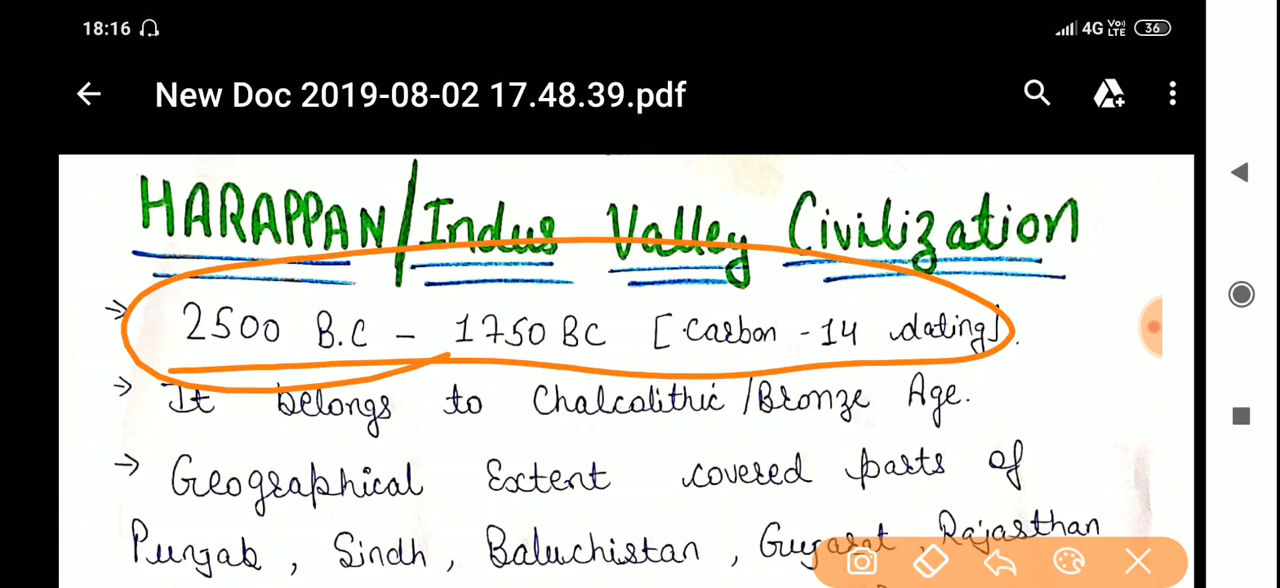 18:16 4G Vo) LTE 36
New Doc 2019-08-02 17.48.39.pdf
HARAPPAN/Indus Valley Civilization
→ 2500 B.C – 1750 BC [carbon - 14 dating].
→ It belongs to Chalcolithic/Bronze Age.
→ Geographical Extent covered parts of
Punjab, Sindh, Baluchistan, Gujarat, Rajasthan